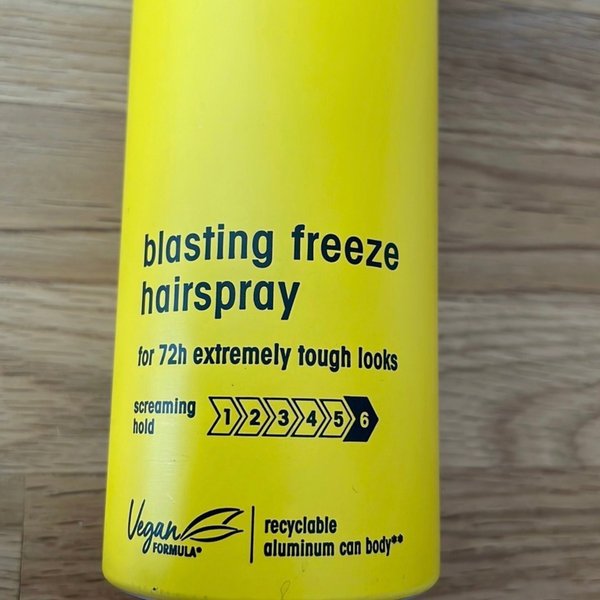 blasting freeze
hairspray
for 72h extremely tough looks
screaming
hold
1 2 3 4 5 6
Vegan
FORMULA*
recyclable
aluminum can body**